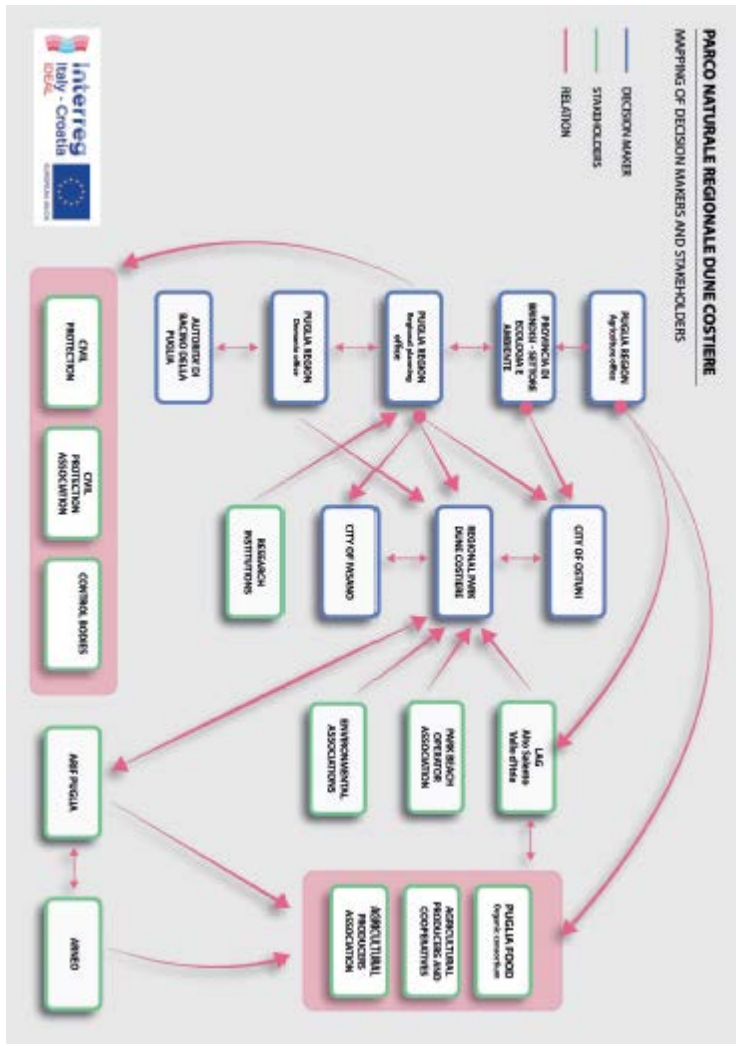 PARCO NATURALE REGIONALE DUNE COSTIERE
MAPPING OF DECISION MAKERS AND STAKEHOLDERS
DECISION MAKER
STAKEHOLDERS
RELATION
PUGLIA REGION
Agriculture office
PROVINCIA DI
BRINDISI - SETTORE
ECOLOGIA E
AMBIENTE
PUGLIA REGION
Regional planning
office
PUGLIA REGION
Demanio office
AUTORITA' DI
BACINO DELLA
PUGLIA
CITY OF OSTUNI
REGIONAL PARK
DUNE COSTIERE
CITY OF FASANO
RESEARCH
INSTITUTIONS
LAG
Alto Salento
Valle d'Itria
PARK BEACH
OPERATOR
ASSOCIATION
ENVIRONMENTAL
ASSOCIATIONS
PUGLIA FOOD
Organic consortium
AGRICULTURAL
PRODUCERS AND
COOPERATIVES
AGRICULTURAL
PRODUCERS
ASSOCIATION
CIVIL
PROTECTION
CIVIL
PROTECTION
ASSOCIATION
CONTROL BODIES
ARIF PUGLIA
ARNEO
Interreg
Italy - Croatia
iDEAL
EUROPEAN UNION